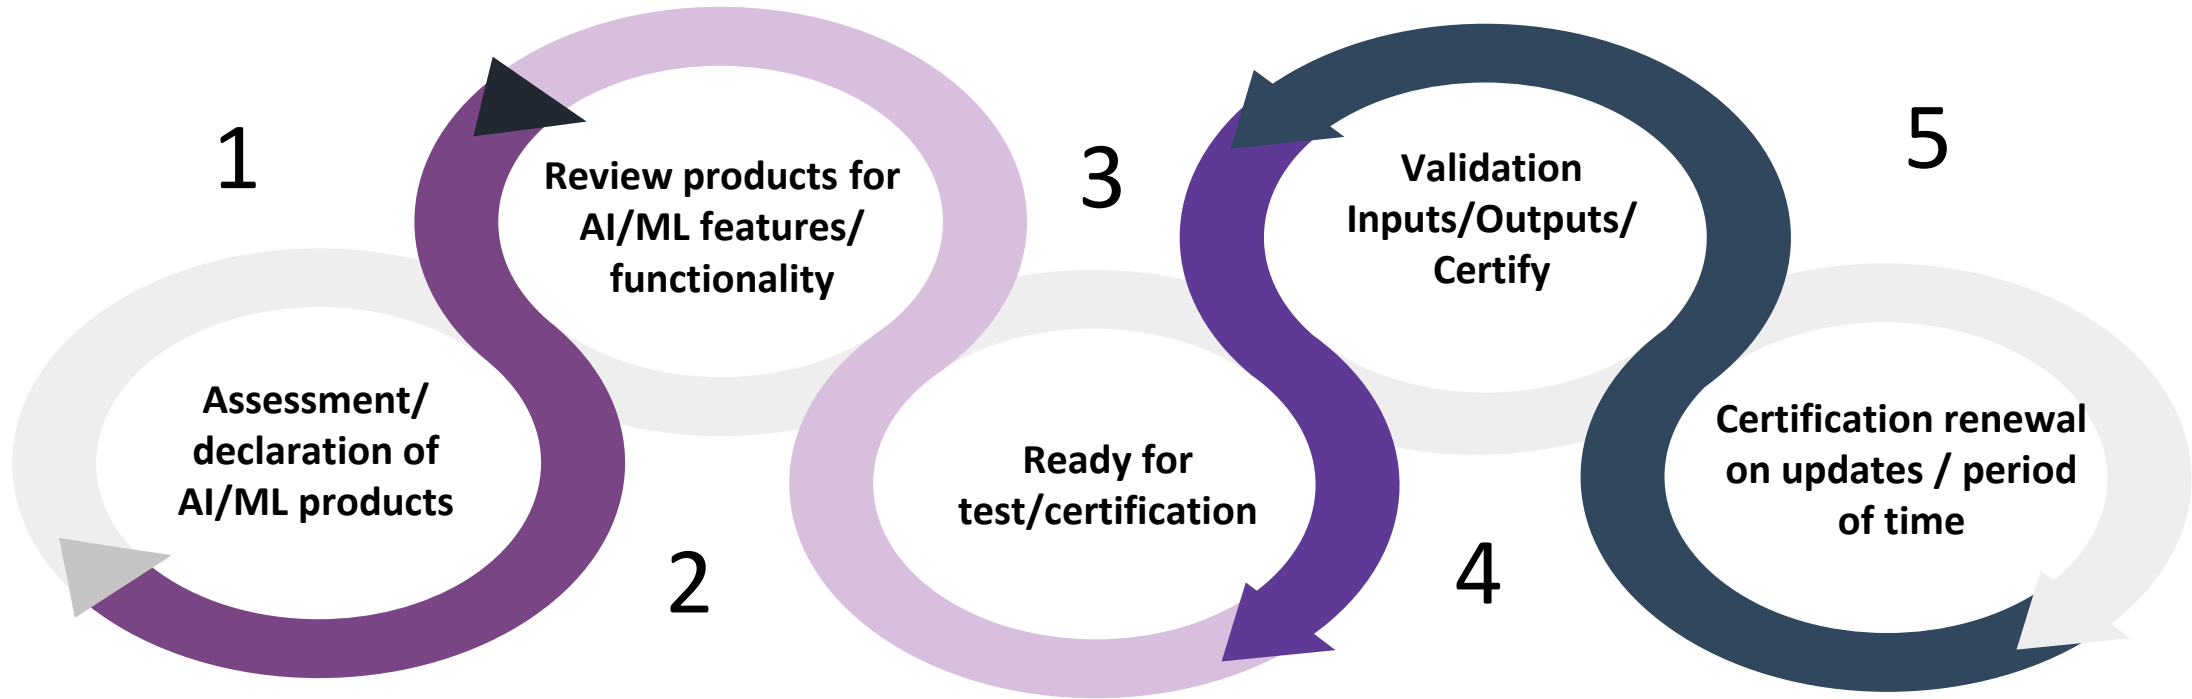 1
Assessment/
declaration of
AI/ML products
2
Review products for
AI/ML features/
functionality
3
Ready for
test/certification
4
Validation
Inputs/Outputs/
Certify
5
Certification renewal
on updates / period
of time